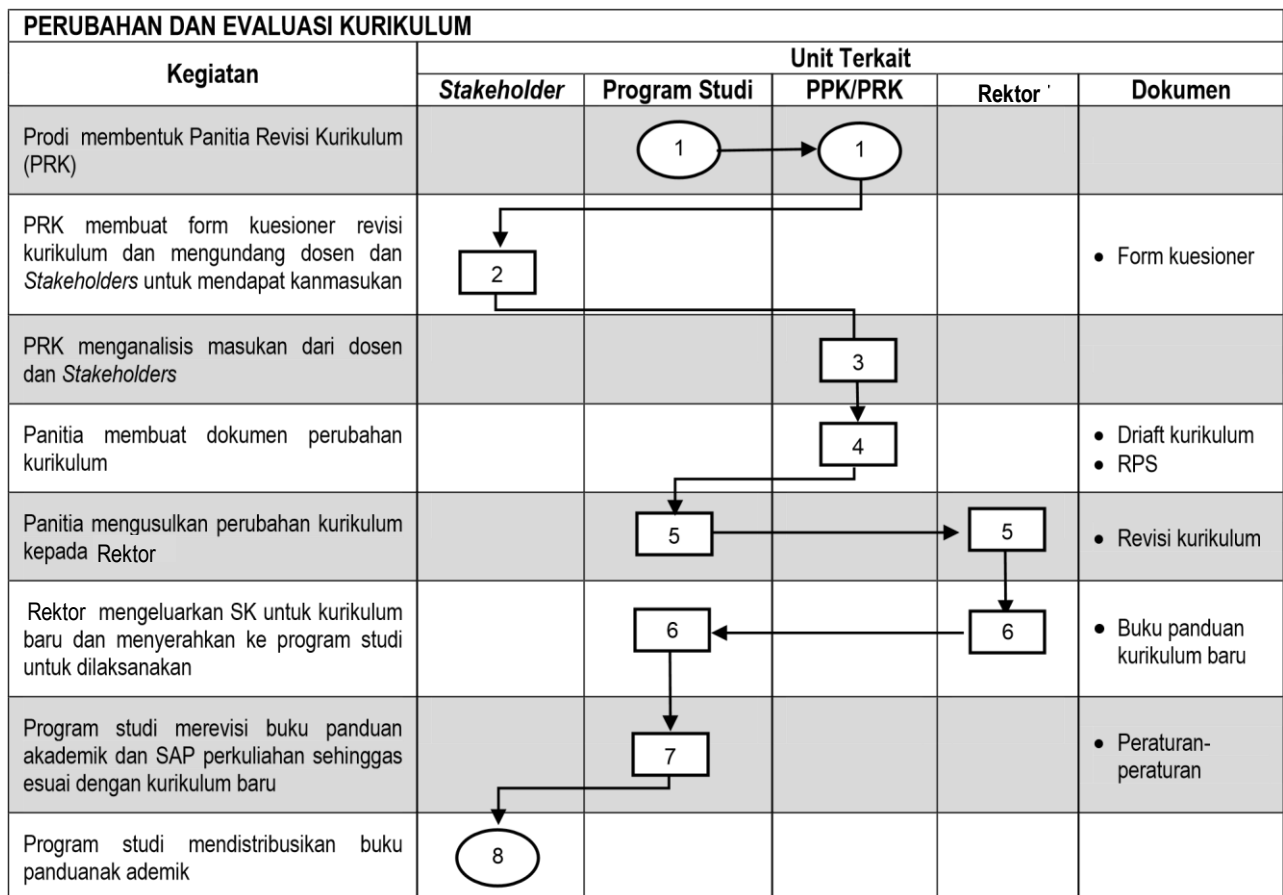 PERUBAHAN DAN EVALUASI KURIKULUM
Kegiatan
Unit Terkait
Stakeholder
Program Studi
PPK/PRK
Rektor
Dokumen
Prodi membentuk Panitia Revisi Kurikulum
(PRK)
1
1
PRK membuat form kuesioner revisi
kurikulum dan mengundang dosen dan
Stakeholders untuk mendapat kanmasukan
2
• Form kuesioner
PRK menganalisis masukan dari dosen
dan Stakeholders
3
Panitia membuat dokumen perubahan
kurikulum
4
• Driaft kurikulum
• RPS
Panitia mengusulkan perubahan kurikulum
kepada Rektor
5
5
• Revisi kurikulum
Rektor mengeluarkan SK untuk kurikulum
baru dan menyerahkan ke program studi
untuk dilaksanakan
6
6
• Buku panduan
kurikulum baru
Program studi merevisi buku panduan
akademik dan SAP perkuliahan sehinggas
esuai dengan kurikulum baru
7
• Peraturan-
peraturan
Program studi mendistribusikan buku
panduanak ademik
8